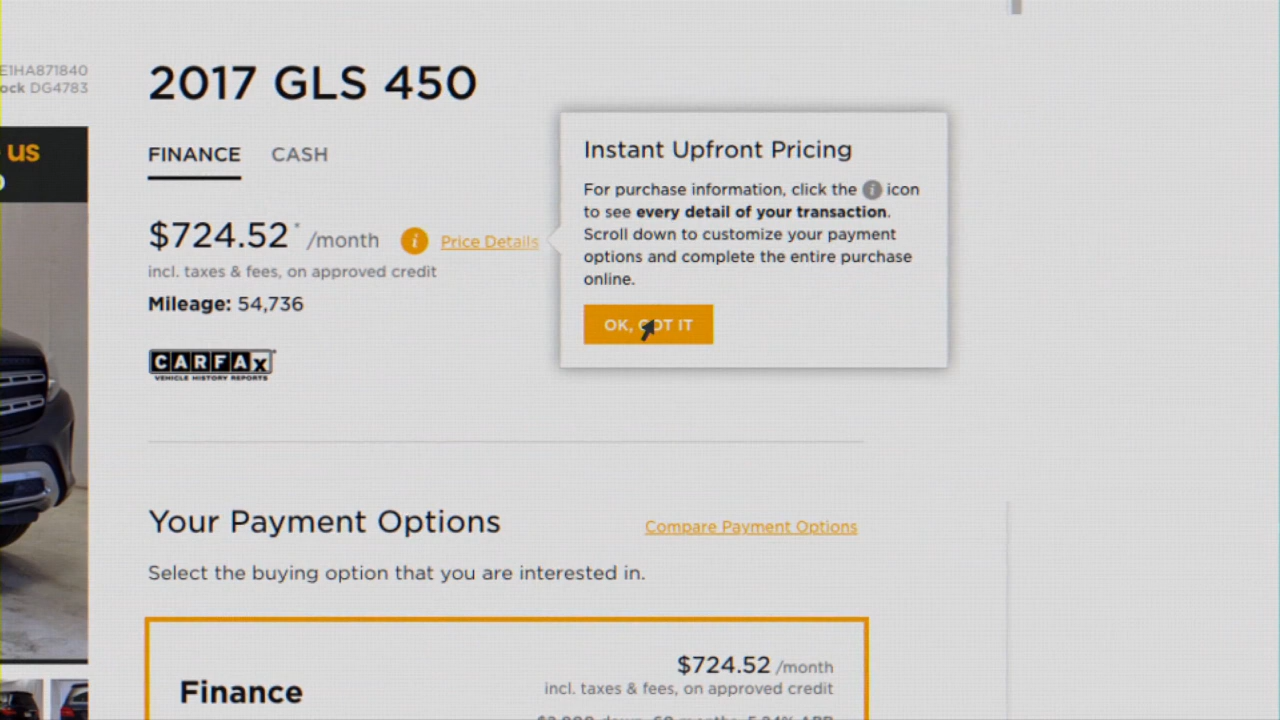 E1HA871840
ock DG4783
us
2017 GLS 450
FINANCE CASH
$724.52* /month
i Price Details
incl. taxes & fees, on approved credit
Mileage: 54,736
CARFAX
VEHICLE HISTORY REPORTS
Instant Upfront Pricing
For purchase information, click the i icon
to see every detail of your transaction.
Scroll down to customize your payment
options and complete the entire purchase
online.
OK, GOT IT
Your Payment Options
Compare Payment Options
Select the buying option that you are interested in.
Finance
$724.52 /month
incl. taxes & fees, on approved credit